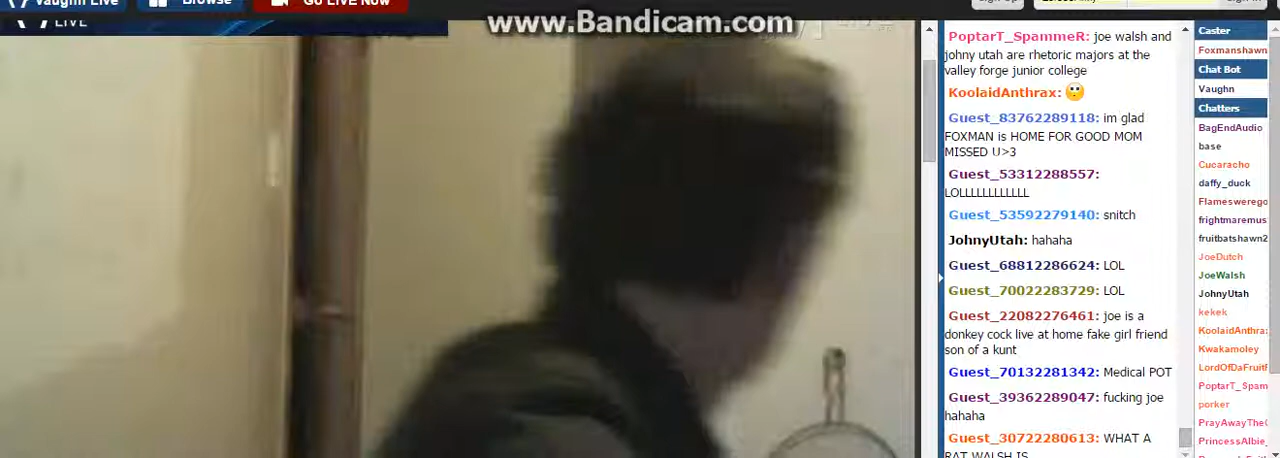 Vaughn Live
Browse
Go Live Now
LIVE
www.Bandicam.com
PoptarT_SpammeR: joe walsh and
johny utah are rhetoric majors at the
valley forge junior college
KoolaidAnthrax:
Guest_83762289118: im glad
FOXMAN is HOME FOR GOOD MOM
MISSED U>3
Guest_53312288557:
LOLLLLLLLLLLL
Guest_53592279140: snitch
JohnyUtah: hahaha
Guest_68812286624: LOL
Guest_70022283729: LOL
Guest_22082276461: joe is a
donkey cock live at home fake girl friend
son of a kunt
Guest_70132281342: Medical POT
Guest_39362289047: fucking joe
hahaha
Guest_30722280613: WHAT A
RAT WALSH IS
Caster
Foxmanshawn
Chat Bot
Vaughn
Chatters
BagEndAudio
base
Cucaracho
daffy_duck
Flameswerego
frightmaremus
fruitbatshawn2
JoeDutch
JoeWalsh
JohnyUtah
kekek
KoolaidAnthra
Kwakamoley
LordOfDaFruitF
PoptarT_Spam
porker
PrayAwayTheG
PrincessAlbie_